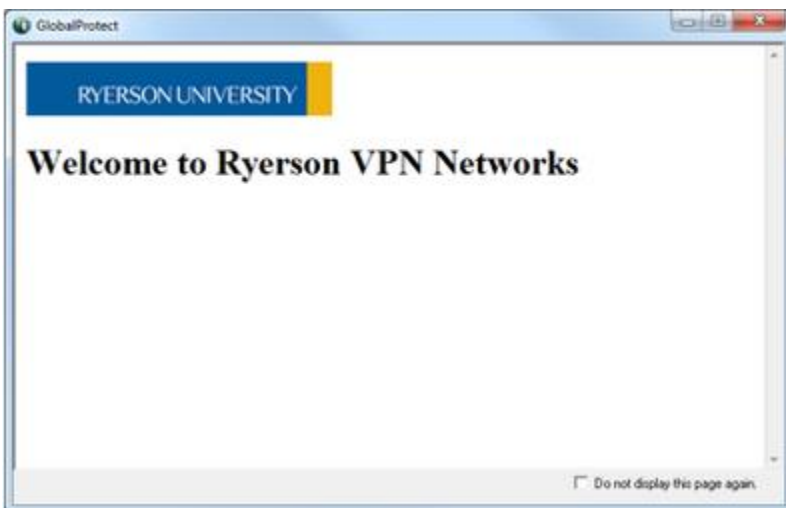 GlobalProtect
RYERSON UNIVERSITY
Welcome to Ryerson VPN Networks
Do not display this page again.